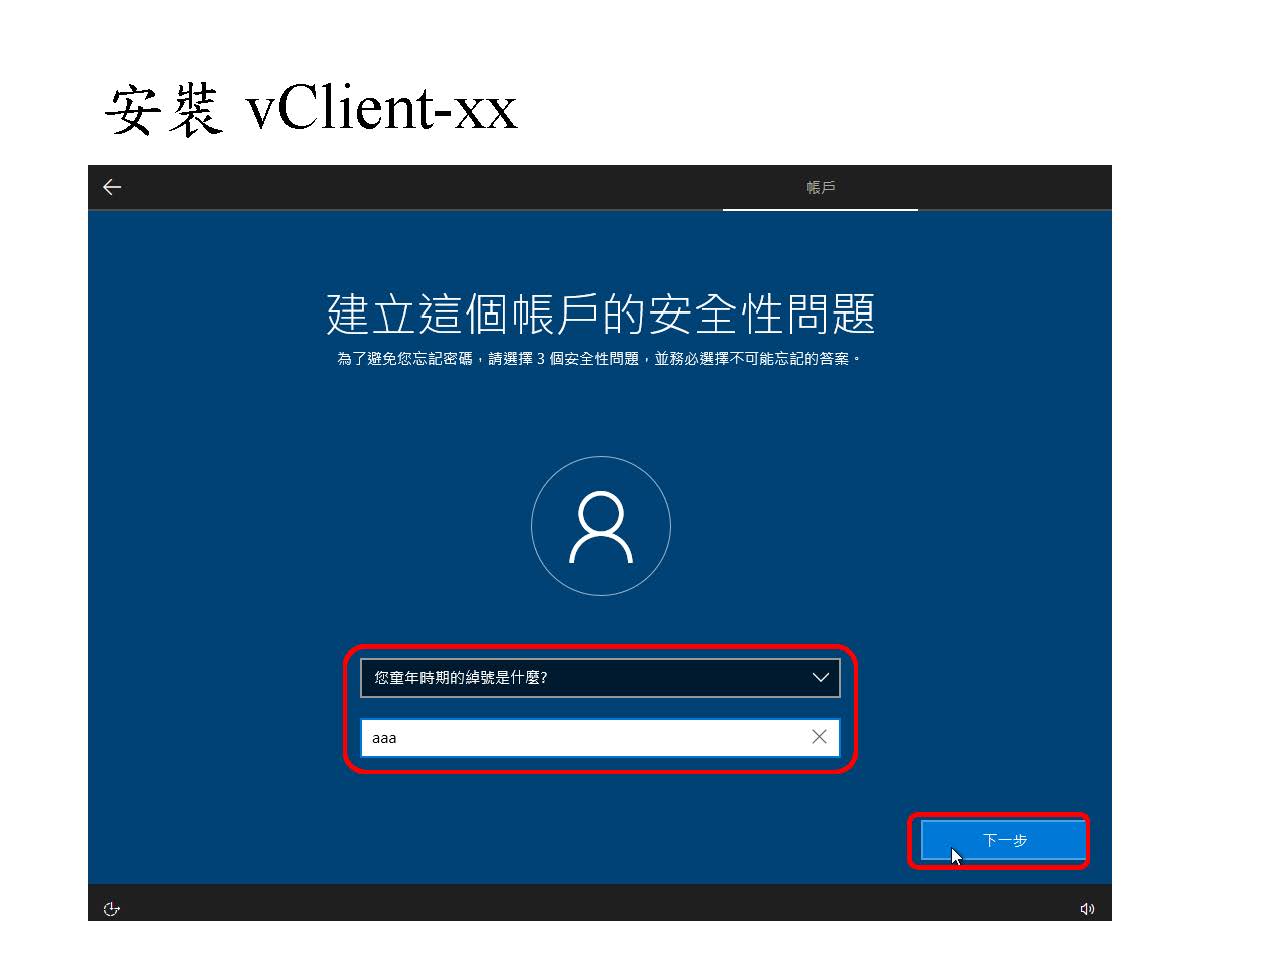 安裝 vClient-xx
帳戶
建立這個帳戶的安全性問題
為了避免您忘記密碼，請選擇 3 個安全性問題，並務必選擇不可能忘記的答案。
您童年時期的綽號是什麼?
aaa
下一步